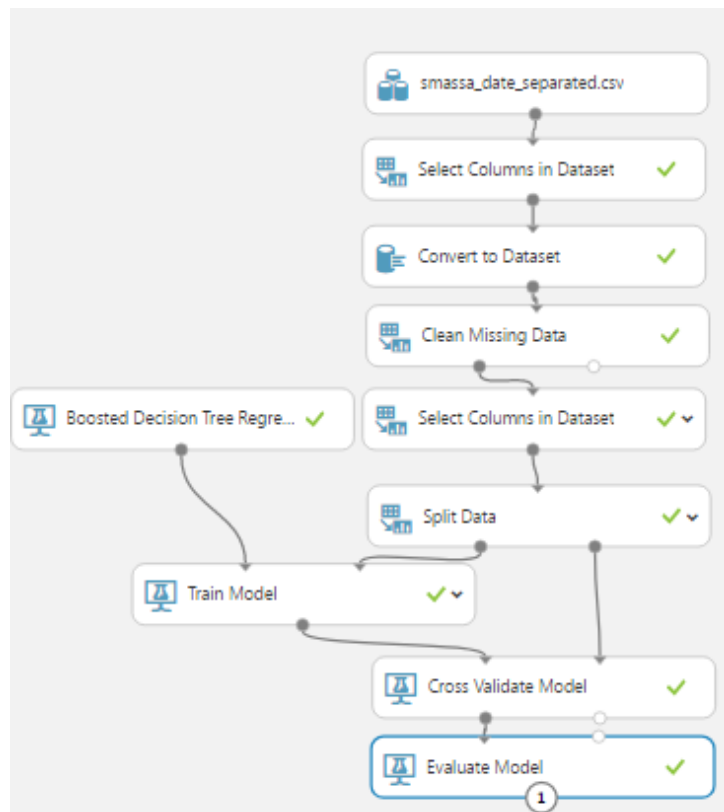 smassa_date_separated.csv
Select Columns in Dataset
Convert to Dataset
Clean Missing Data
Boosted Decision Tree Regre...
Select Columns in Dataset
Split Data
Train Model
Cross Validate Model
Evaluate Model
1